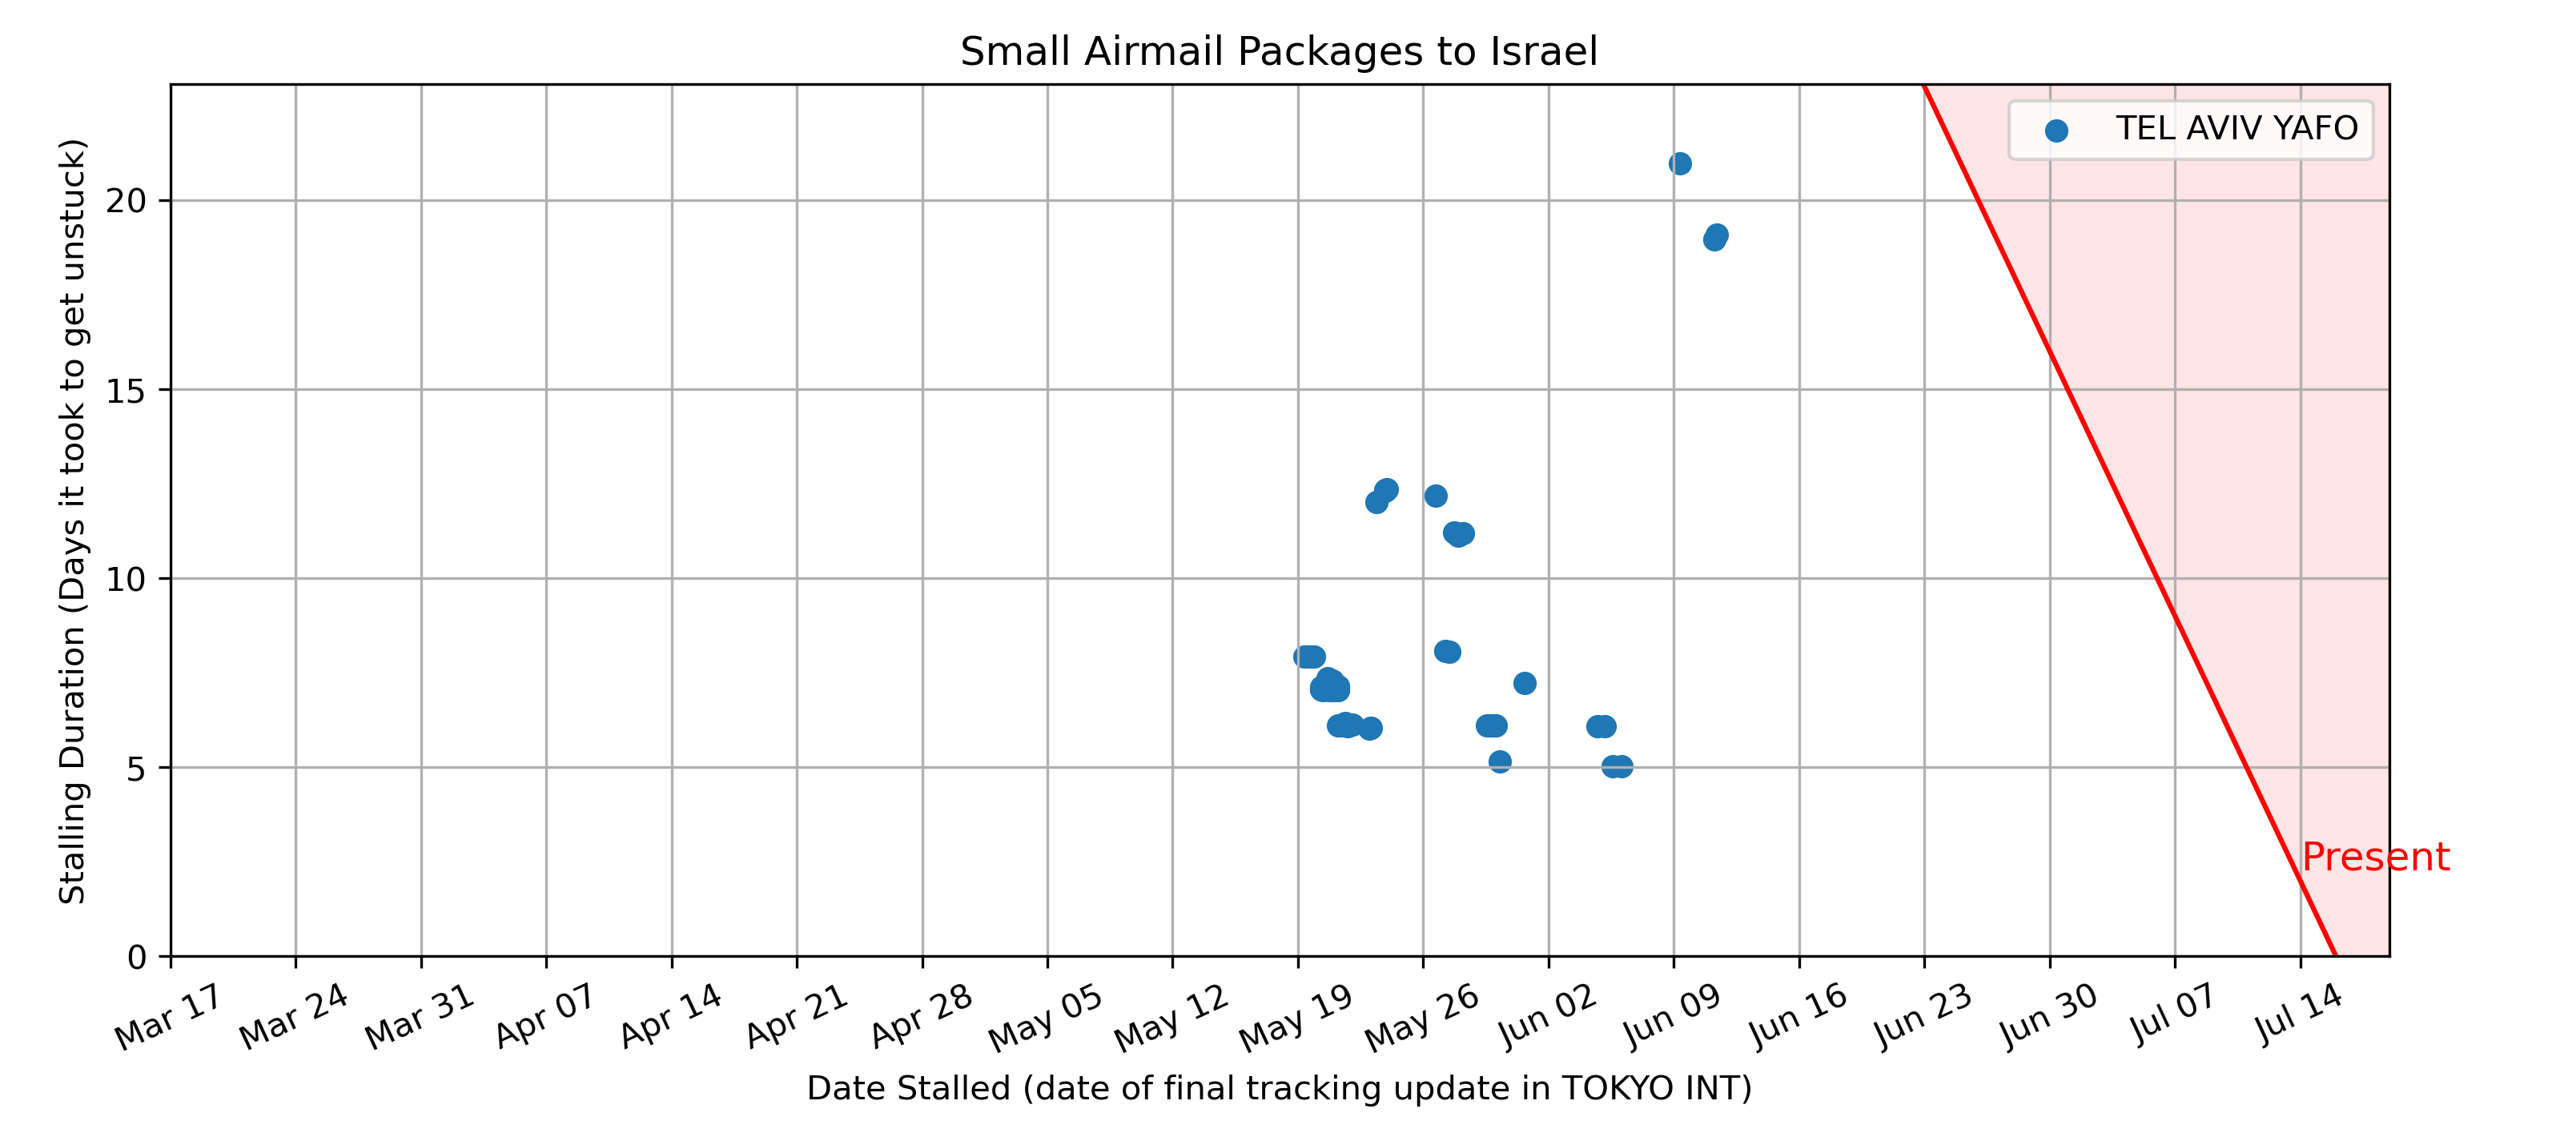 Small Airmail Packages to Israel
TEL AVIV YAFO
Stalling Duration (Days it took to get unstuck)
20
15
10
5
0
Present
Mar 17
Mar 24
Mar 31
Apr 07
Apr 14
Apr 21
Apr 28
May 05
May 12
May 19
May 26
Jun 02
Jun 09
Jun 16
Jun 23
Jun 30
Jul 07
Jul 14
Date Stalled (date of final tracking update in TOKYO INT)